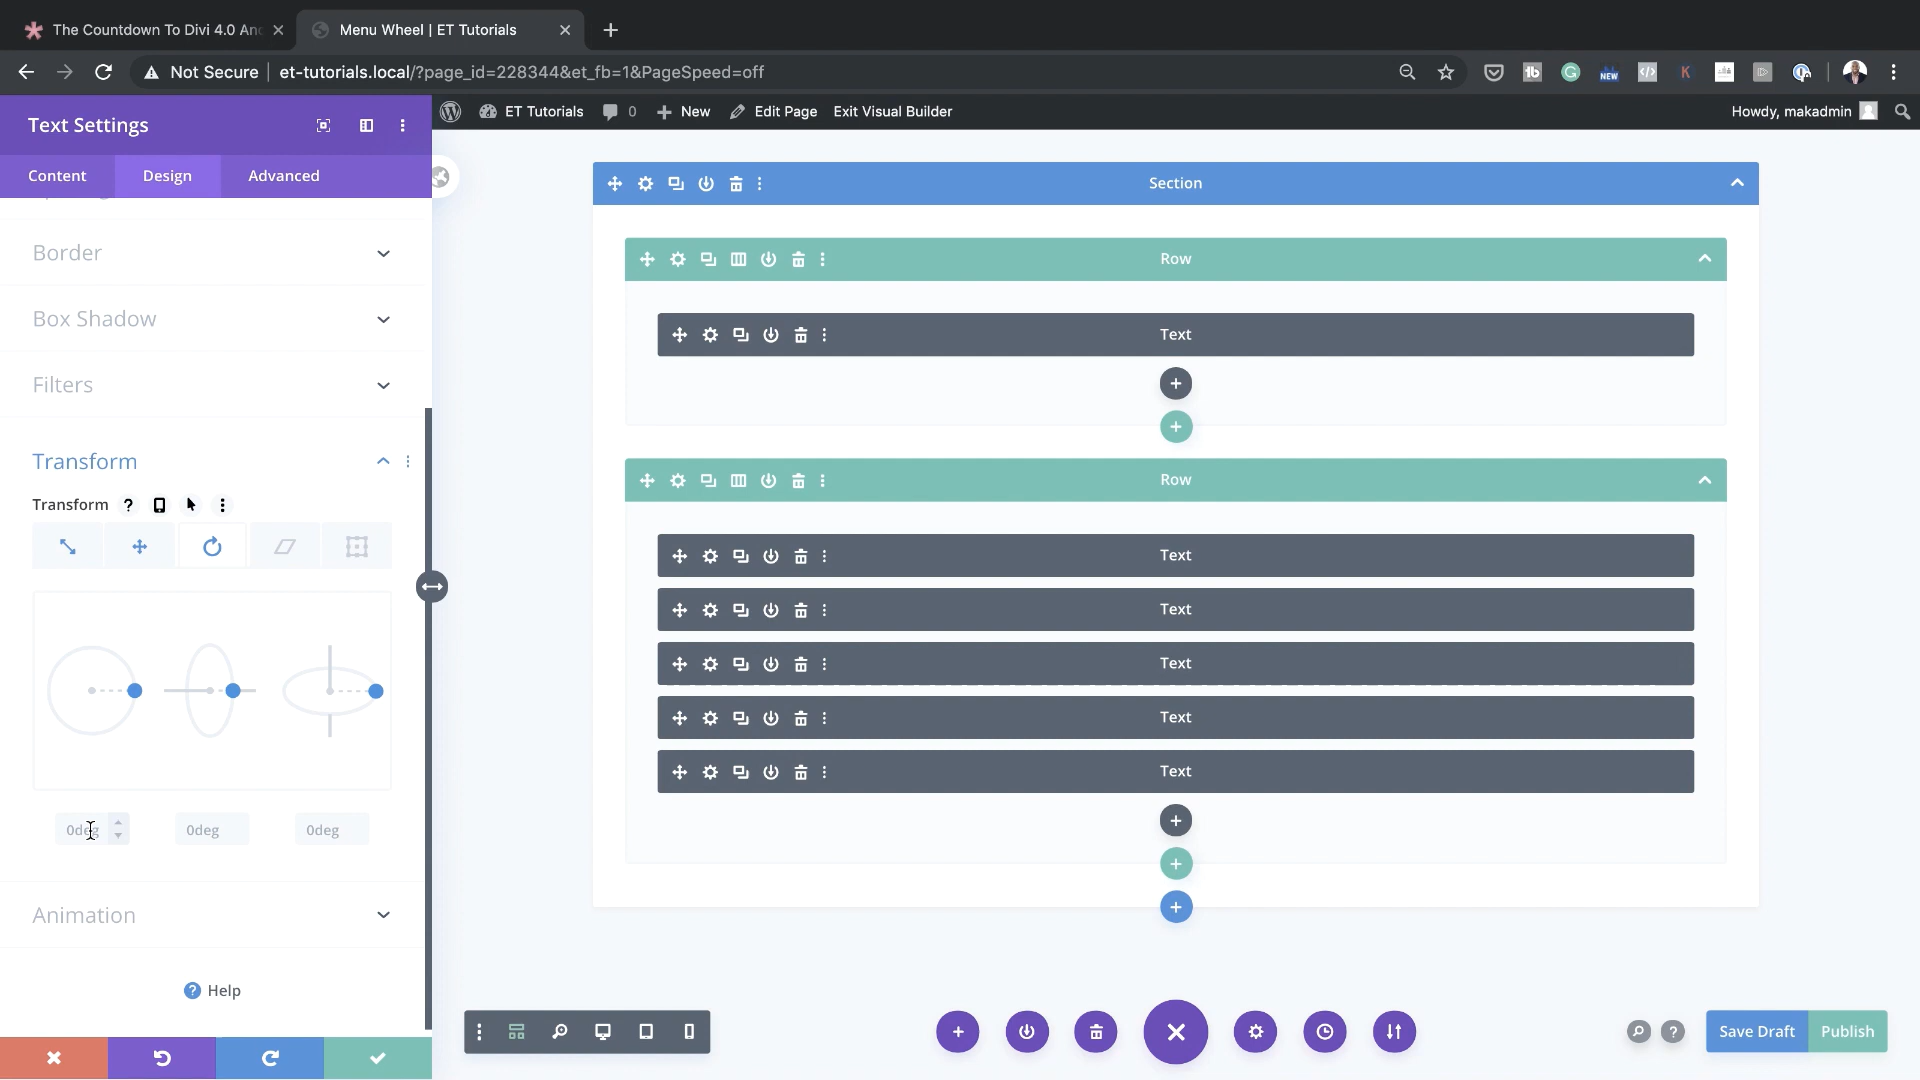 The Countdown To Divi 4.0 An
Menu Wheel | ET Tutorials
Not Secure
et-tutorials.local/?page_id=228344&et_fb=1&PageSpeed=off
ET Tutorials
0
New
Edit Page
Exit Visual Builder
Howdy, makadmin
Text Settings
Content
Design
Advanced
Border
Box Shadow
Filters
Transform
Transform
0deg
0deg
0deg
Animation
Help
Section
Row
Text
Row
Text
Text
Text
Text
Text
Save Draft
Publish